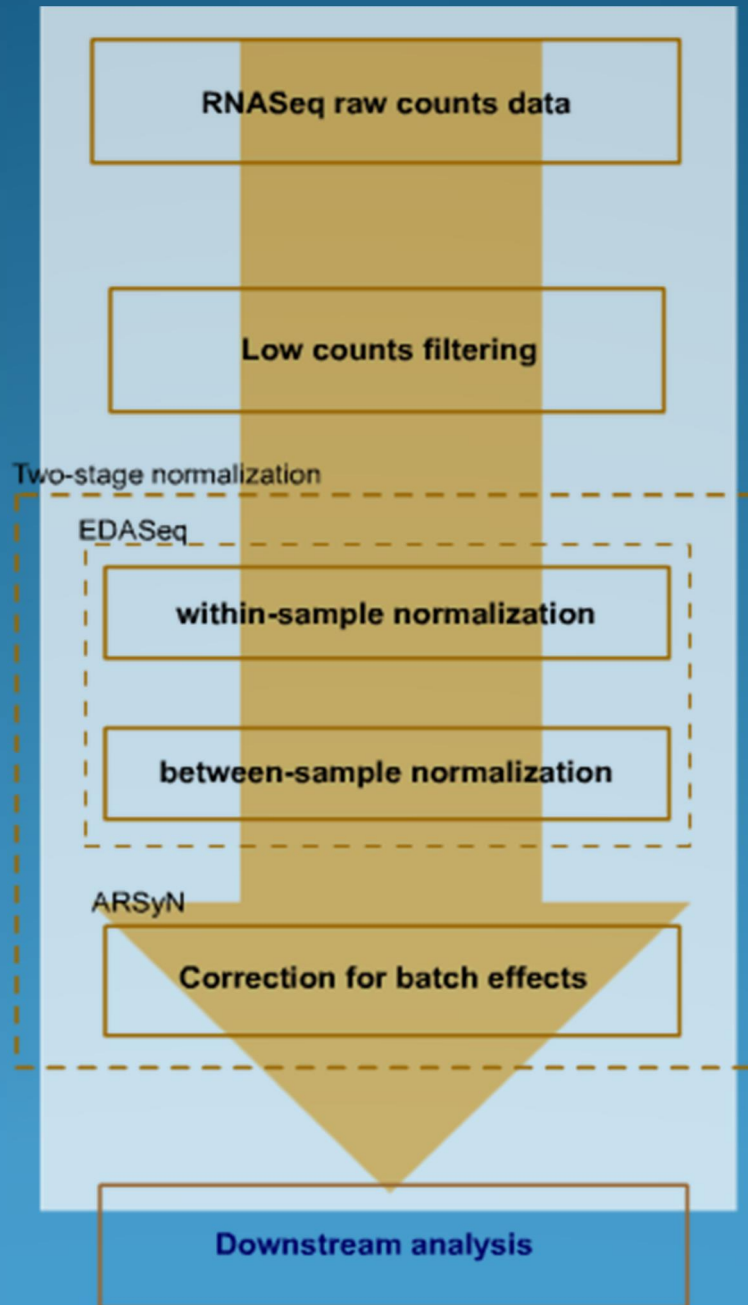 RNASeq raw counts data
Low counts filtering
Two-stage normalization
EDASeq
within-sample normalization
between-sample normalization
ARSyN
Correction for batch effects
Downstream analysis